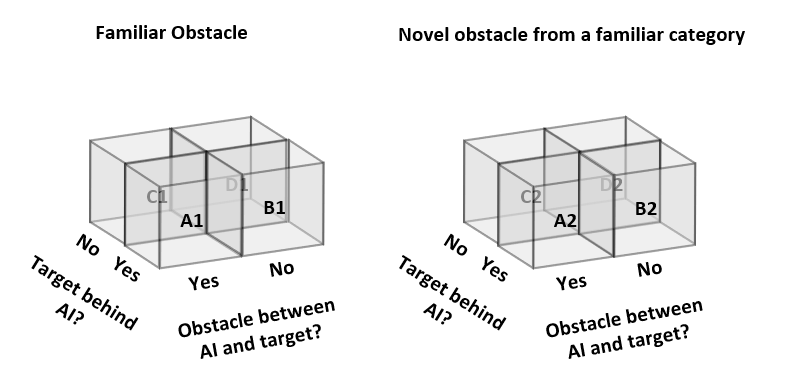 Familiar Obstacle
Novel obstacle from a familiar category
C1
D1
A1
B1
No
Yes
Target behind
AI?
Yes
No
Obstacle between
AI and target?
C2
D2
A2
B2
No
Yes
Target behind
AI?
Yes
No
Obstacle between
AI and target?